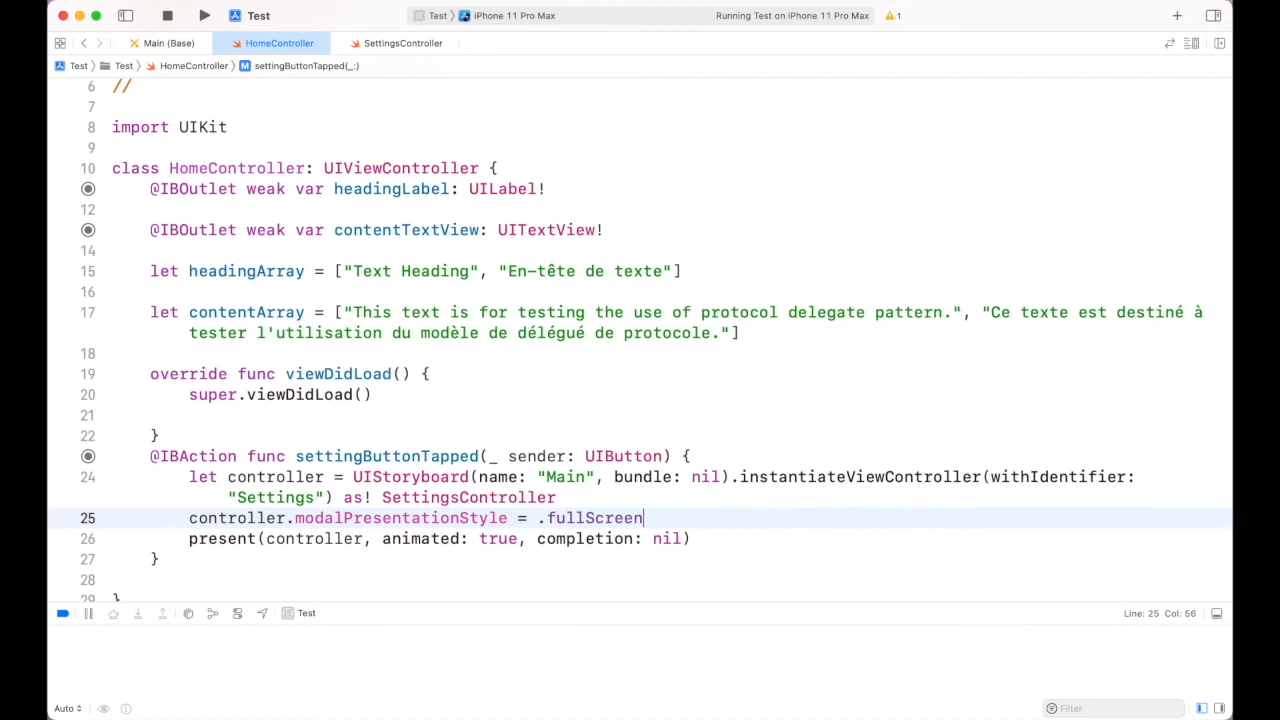 Test
Test 〉 iPhone 11 Pro Max
Running Test on iPhone 11 Pro Max
1
Main (Base)
HomeController
SettingsController
Test 〉 Test 〉 HomeController 〉 M settingButtonTapped(_:)
6 //
7
8 import UIKit
9
10 class HomeController: UIViewController {
@IBOutlet weak var headingLabel: UILabel!
12
@IBOutlet weak var contentTextView: UITextView!
14
15 let headingArray = ["Text Heading", "En-tête de texte"]
16
17 let contentArray = ["This text is for testing the use of protocol delegate pattern.", "Ce texte est destiné à
tester l'utilisation du modèle de délégué de protocole."]
18
19 override func viewDidLoad() {
20 super.viewDidLoad()
21
22 }
@IBAction func settingButtonTapped(_ sender: UIButton) {
24 let controller = UIStoryboard(name: "Main", bundle: nil).instantiateViewController(withIdentifier:
"Settings") as! SettingsController
25 controller.modalPresentationStyle = .fullScreen
26 present(controller, animated: true, completion: nil)
27 }
28
29 }
Test
Line: 25 Col: 56
Auto
Filter